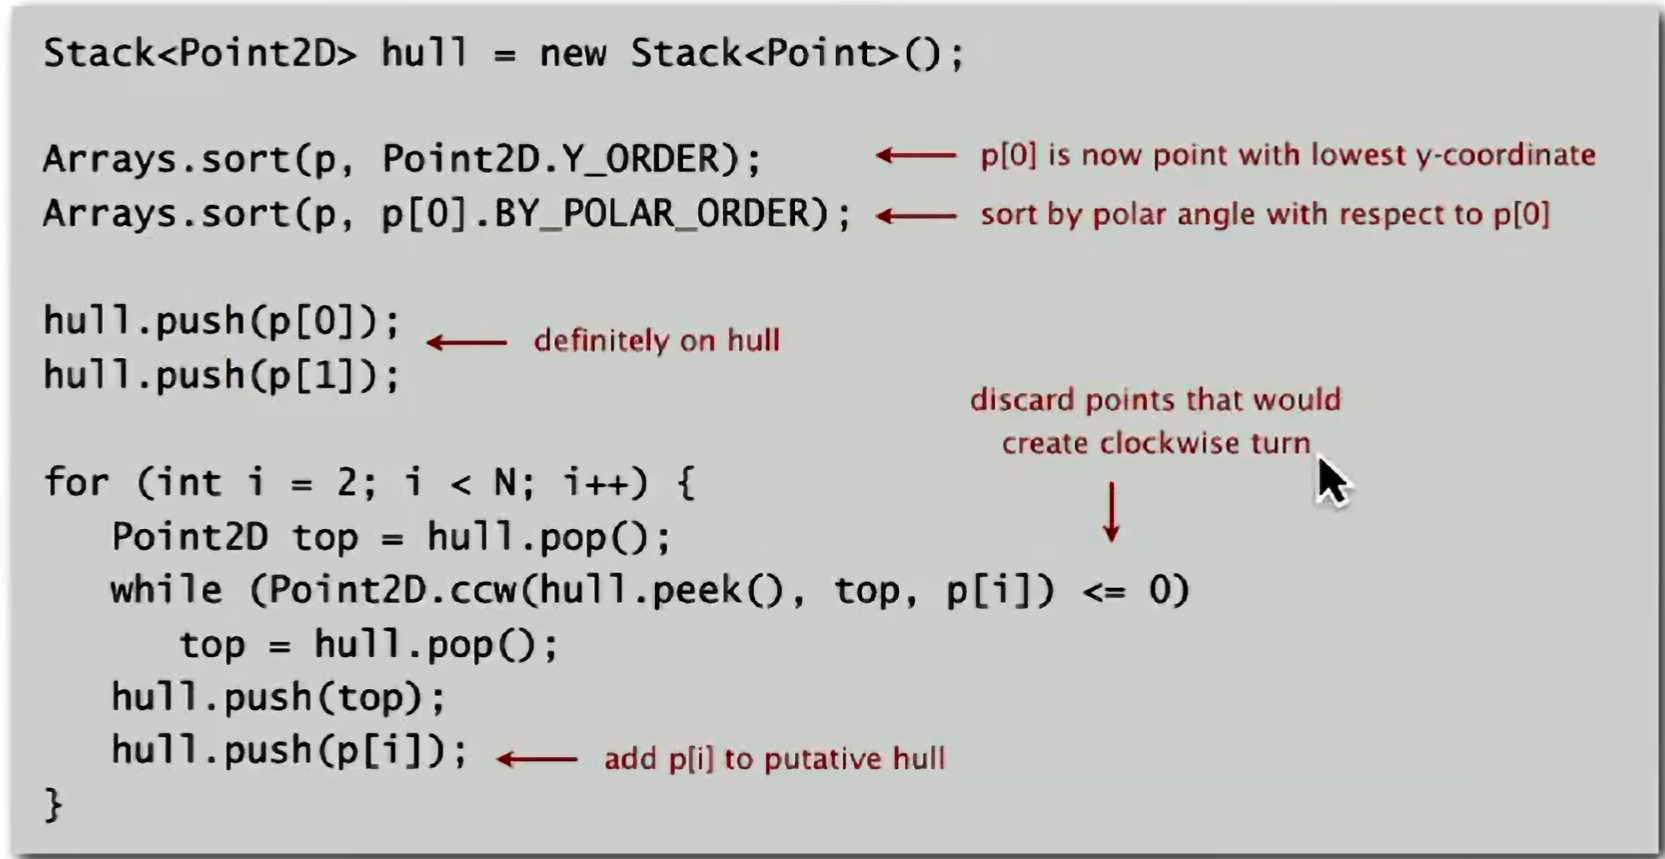 Stack<Point2D> hull = new Stack<Point>();
Arrays.sort(p, Point2D.Y_ORDER); p[0] is now point with lowest y-coordinate
Arrays.sort(p, p[0].BY_POLAR_ORDER); sort by polar angle with respect to p[0]
hull.push(p[0]);
definitely on hull
hull.push(p[1]);
discard points that would
create clockwise turn
for (int i = 2; i < N; i++) {
Point2D top = hull.pop();
while (Point2D.ccw(hull.peek(), top, p[i]) <= 0)
top = hull.pop();
hull.push(top);
hull.push(p[i]); add p[i] to putative hull
}